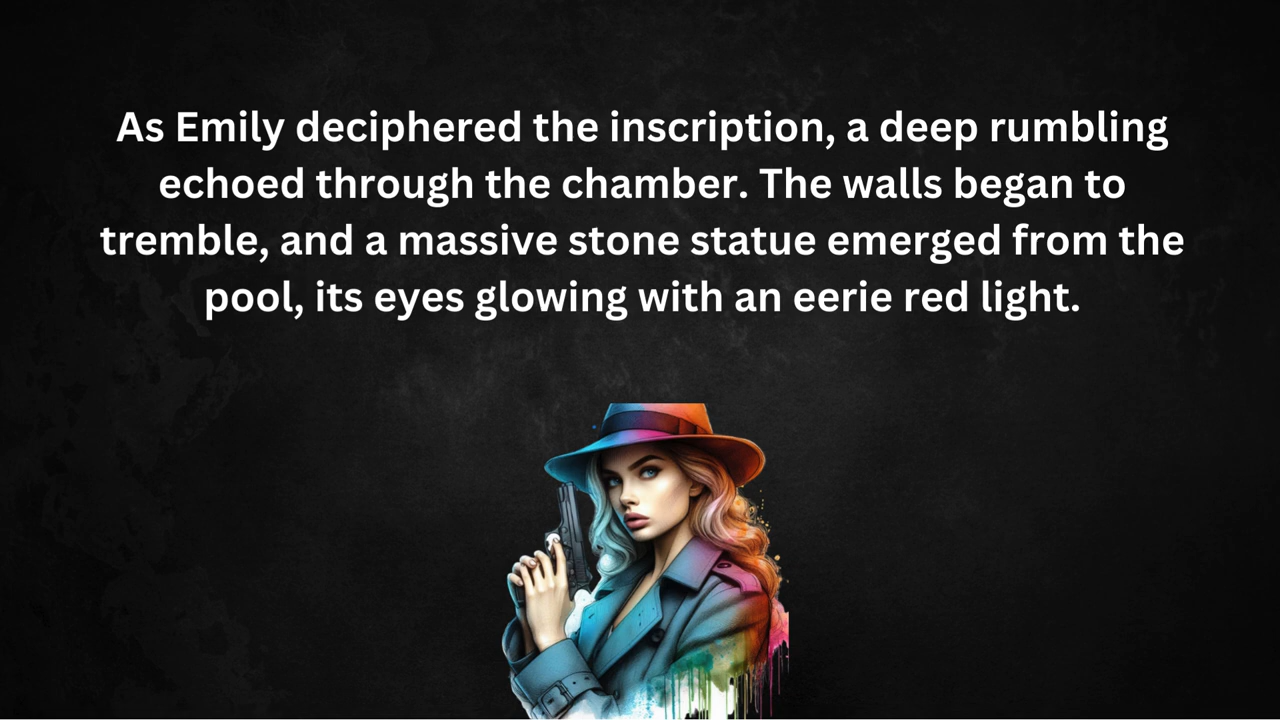 As Emily deciphered the inscription, a deep rumbling
echoed through the chamber. The walls began to
tremble, and a massive stone statue emerged from the
pool, its eyes glowing with an eerie red light.